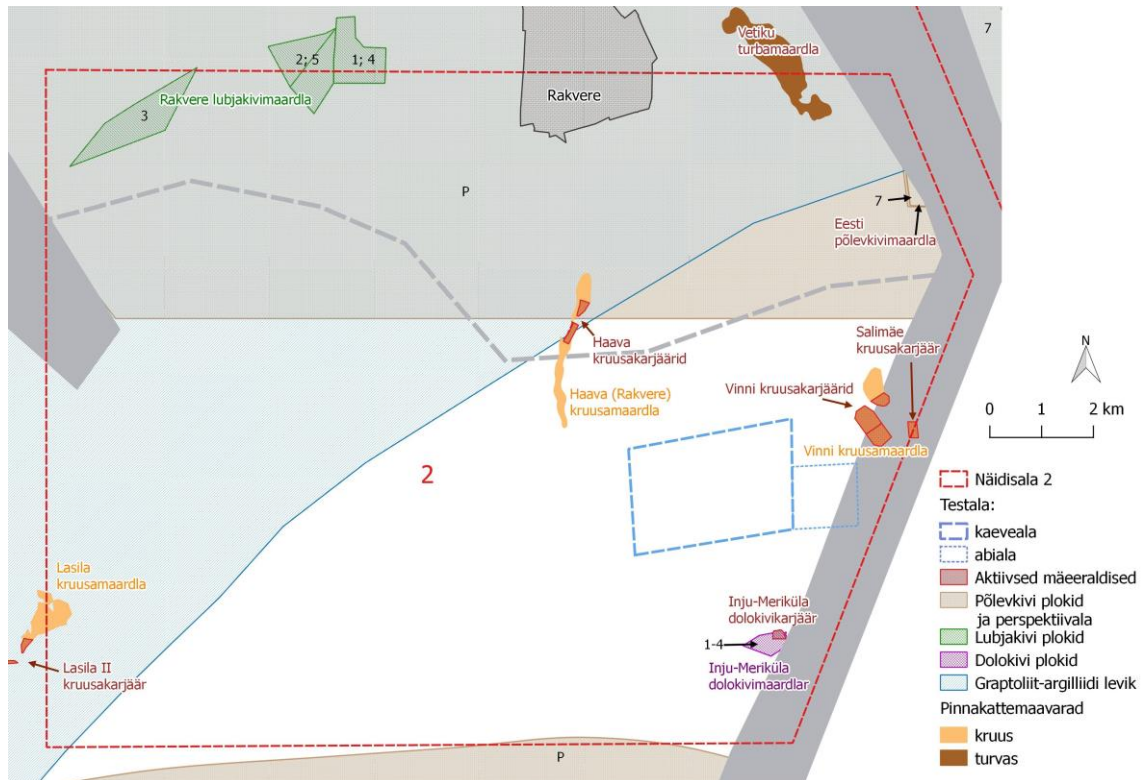 Vetiku
turbamaardla
7
2; 5
1; 4
Rakvere lubjakivimaardla
Rakvere
3
P
7
Eesti
põlevkivimaardla
Haava
kruusakarjäärid
Salimäe
kruusakarjäär
N
Haava (Rakvere)
kruusamaardla
Vinni kruusakarjäärid
0 1 2 km
Vinni kruusamaardla
2
Lasila
kruusamaardla
Lasila II
kruusakarjäär
Inju-Meriküla
dolokivikarjäär
1-4
Inju-Meriküla
dolokivimaardlar
P
Näidisala 2
Testala:
kaeveala
abiala
Aktiivsed mäeeraldised
Põlevkivi plokid
ja perspektiivala
Lubjakivi plokid
Dolokivi plokid
Graptoliit-argilliidi levik
Pinnakattemaavarad
kruus
turvas